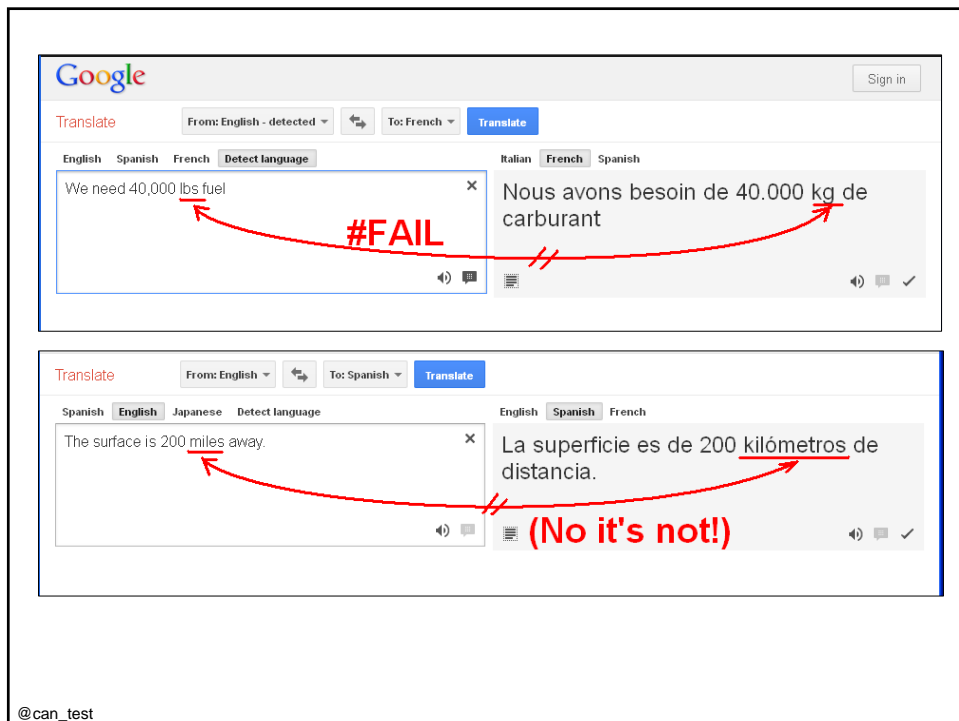 Google
Sign in
Translate
From: English - detected
To: French
Translate
English Spanish French Detect language
Italian French Spanish
We need 40,000 lbs fuel
×
Nous avons besoin de 40.000 kg de
carburant
#FAIL
Translate
From: English
To: Spanish
Translate
Spanish English Japanese Detect language
English Spanish French
The surface is 200 miles away.
×
La superficie es de 200 kilómetros de
distancia.
(No it's not!)
@can_test